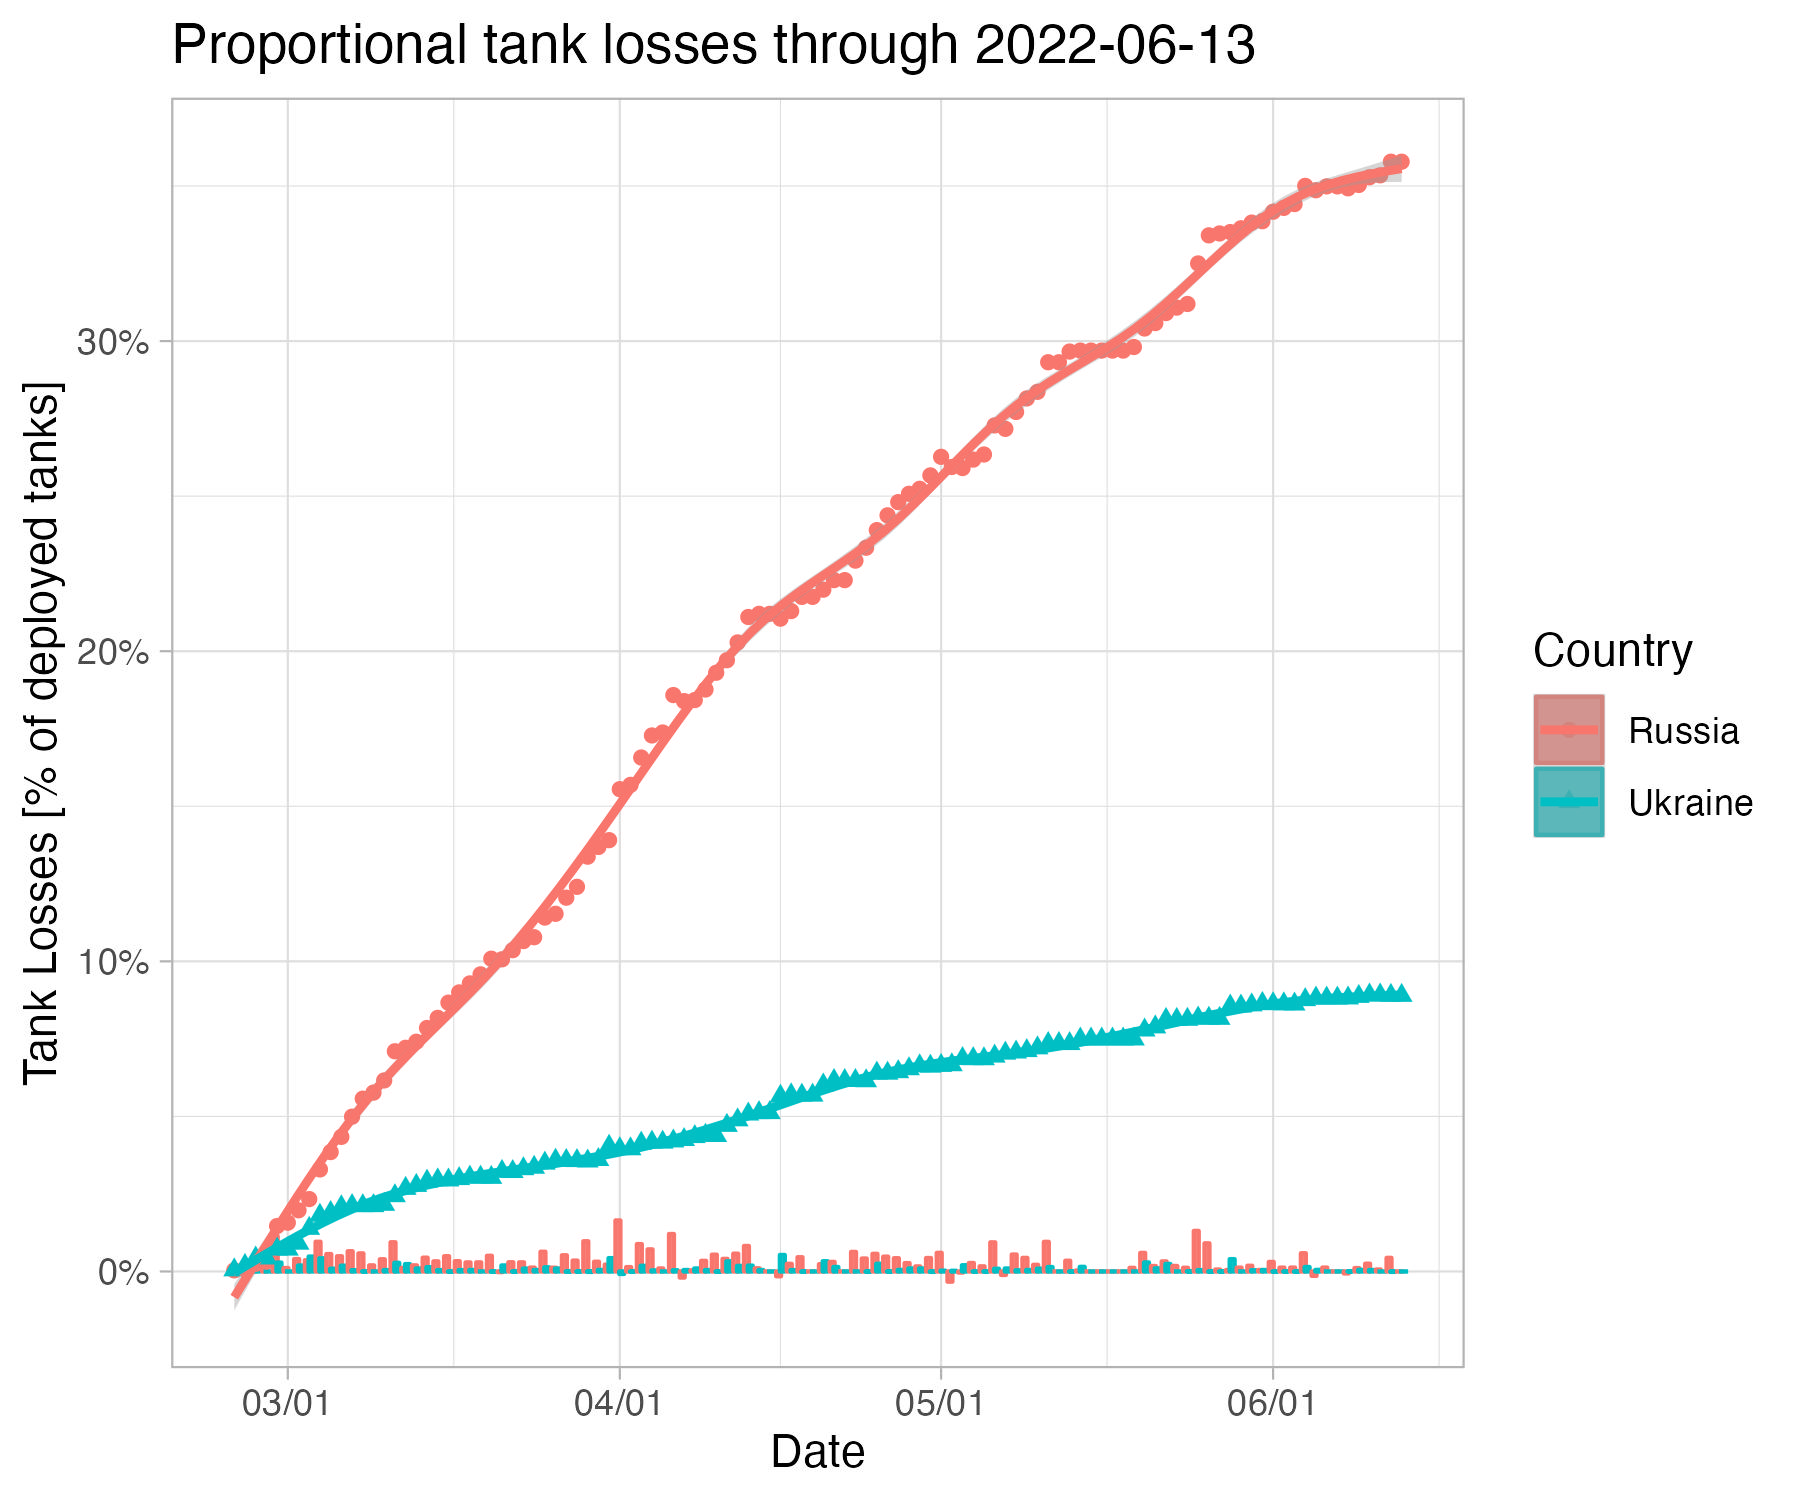 Proportional tank losses through 2022-06-13
Tank Losses [% of deployed tanks]
30%
20%
10%
0%
03/01 04/01 05/01 06/01
Date
Country
Russia
Ukraine